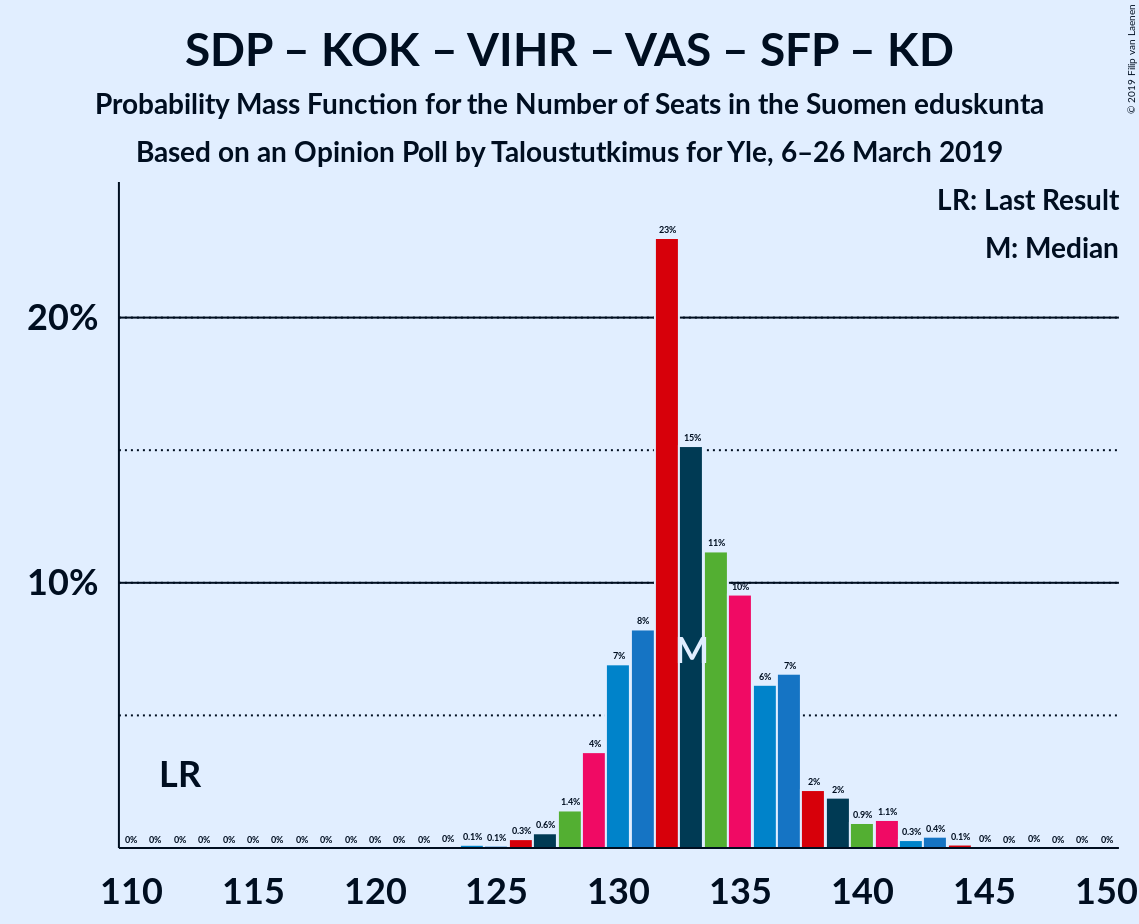 SDP – KOK – VIHR – VAS – SFP – KD
Probability Mass Function for the Number of Seats in the Suomen eduskunta
Based on an Opinion Poll by Taloustutkimus for Yle, 6–26 March 2019
© 2019 Filip van Laenen
LR: Last Result
M: Median
20%
10%
LR
M
0% 0% 0% 0% 0% 0% 0% 0% 0% 0% 0% 0% 0% 0% 0.1% 0.1% 0.3% 0.6% 1.4% 4% 7% 8% 23% 15% 11% 10% 6% 7% 2% 2% 0.9% 1.1% 0.3% 0.4% 0.1% 0% 0% 0% 0% 0% 0%
110 115 120 125 130 135 140 145 150